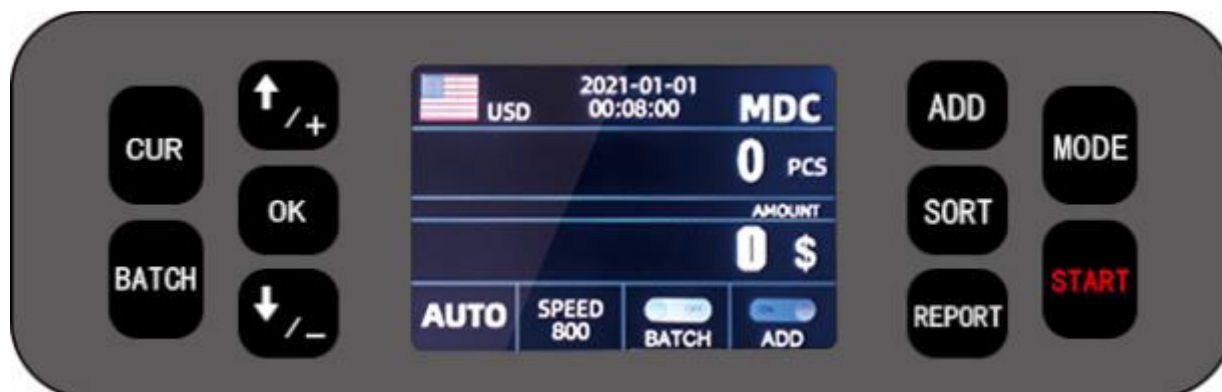 CUR
BATCH
↑/+
OK
↓/-
USD
2021-01-01
00:08:00
MDC
0 PCS
AMOUNT
0 $
AUTO
SPEED
800
BATCH
ON
ADD
ADD
SORT
REPORT
MODE
START